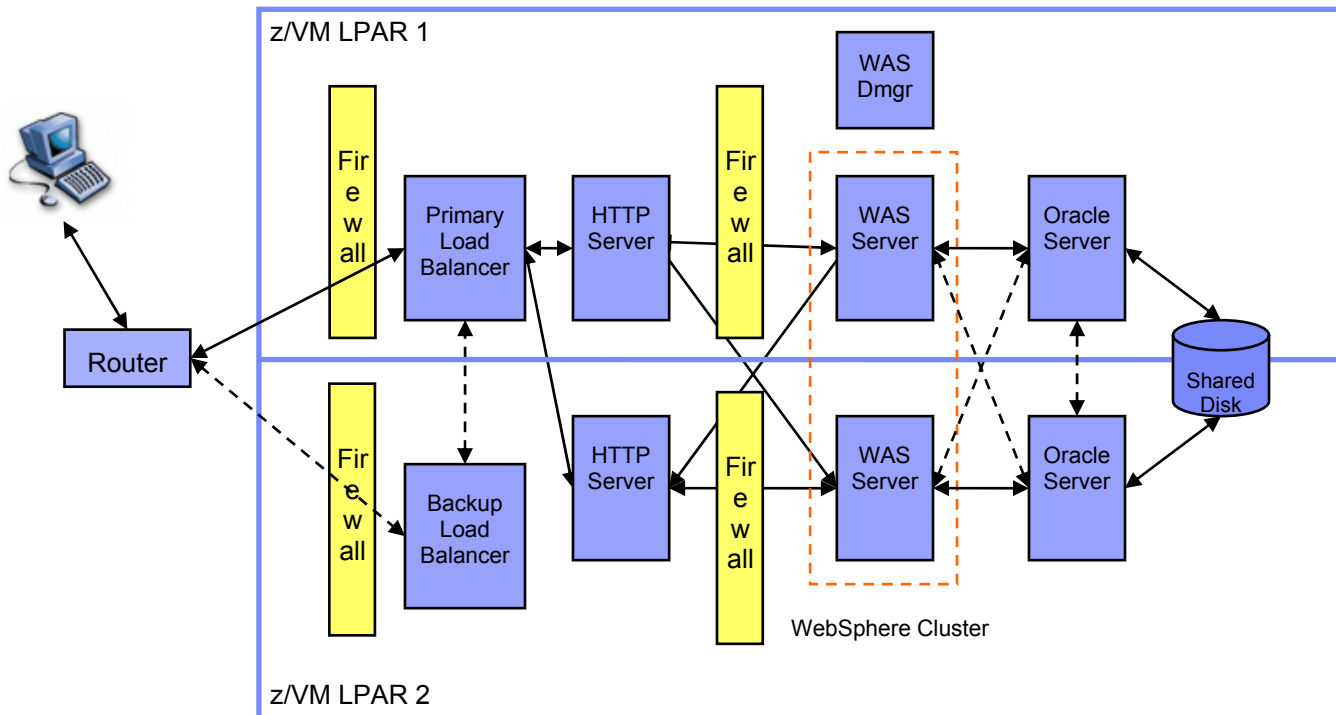 z/VM LPAR 1
WAS
Dmgr
Fir
e
w
all
Primary
Load
Balancer
HTTP
Server
Fir
e
w
all
WAS
Server
Oracle
Server
Router
Shared
Disk
Fir
e
w
all
Backup
Load
Balancer
HTTP
Server
Fir
e
w
all
WAS
Server
Oracle
Server
WebSphere Cluster
z/VM LPAR 2